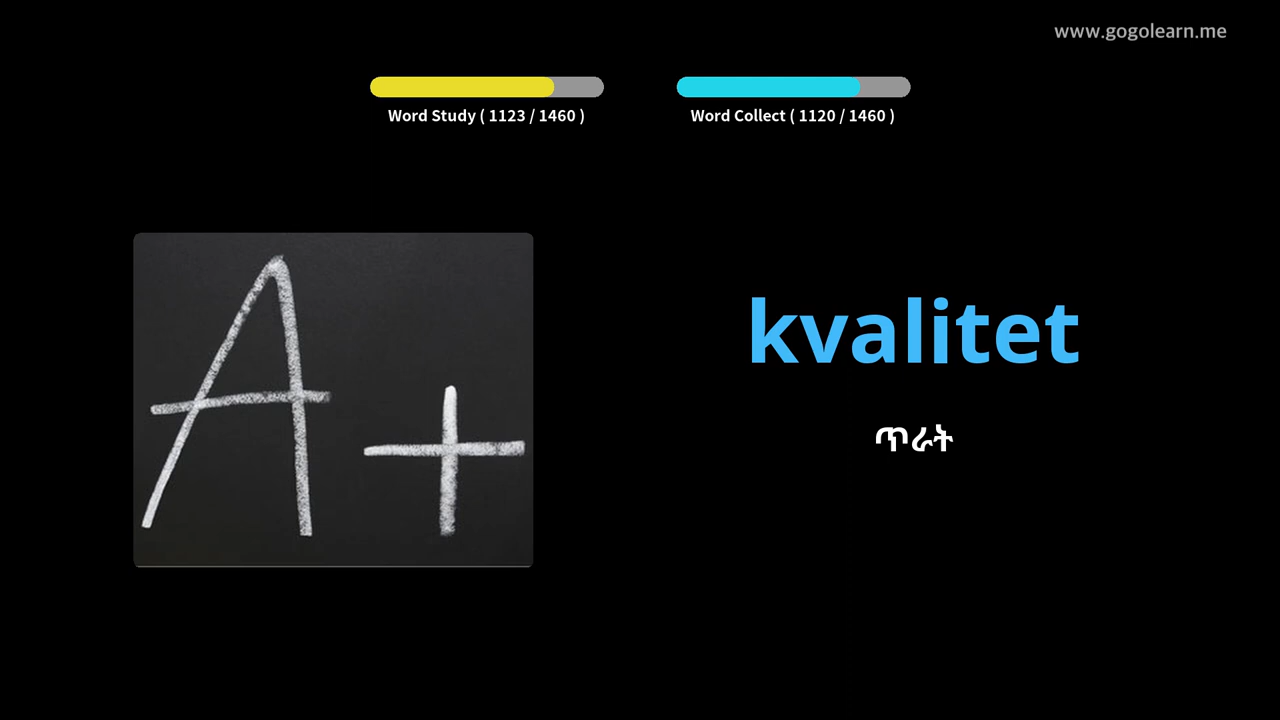 www.gogolearn.me
Word Study ( 1123 / 1460 )
Word Collect ( 1120 / 1460 )
A+
kvalitet
ጥራት